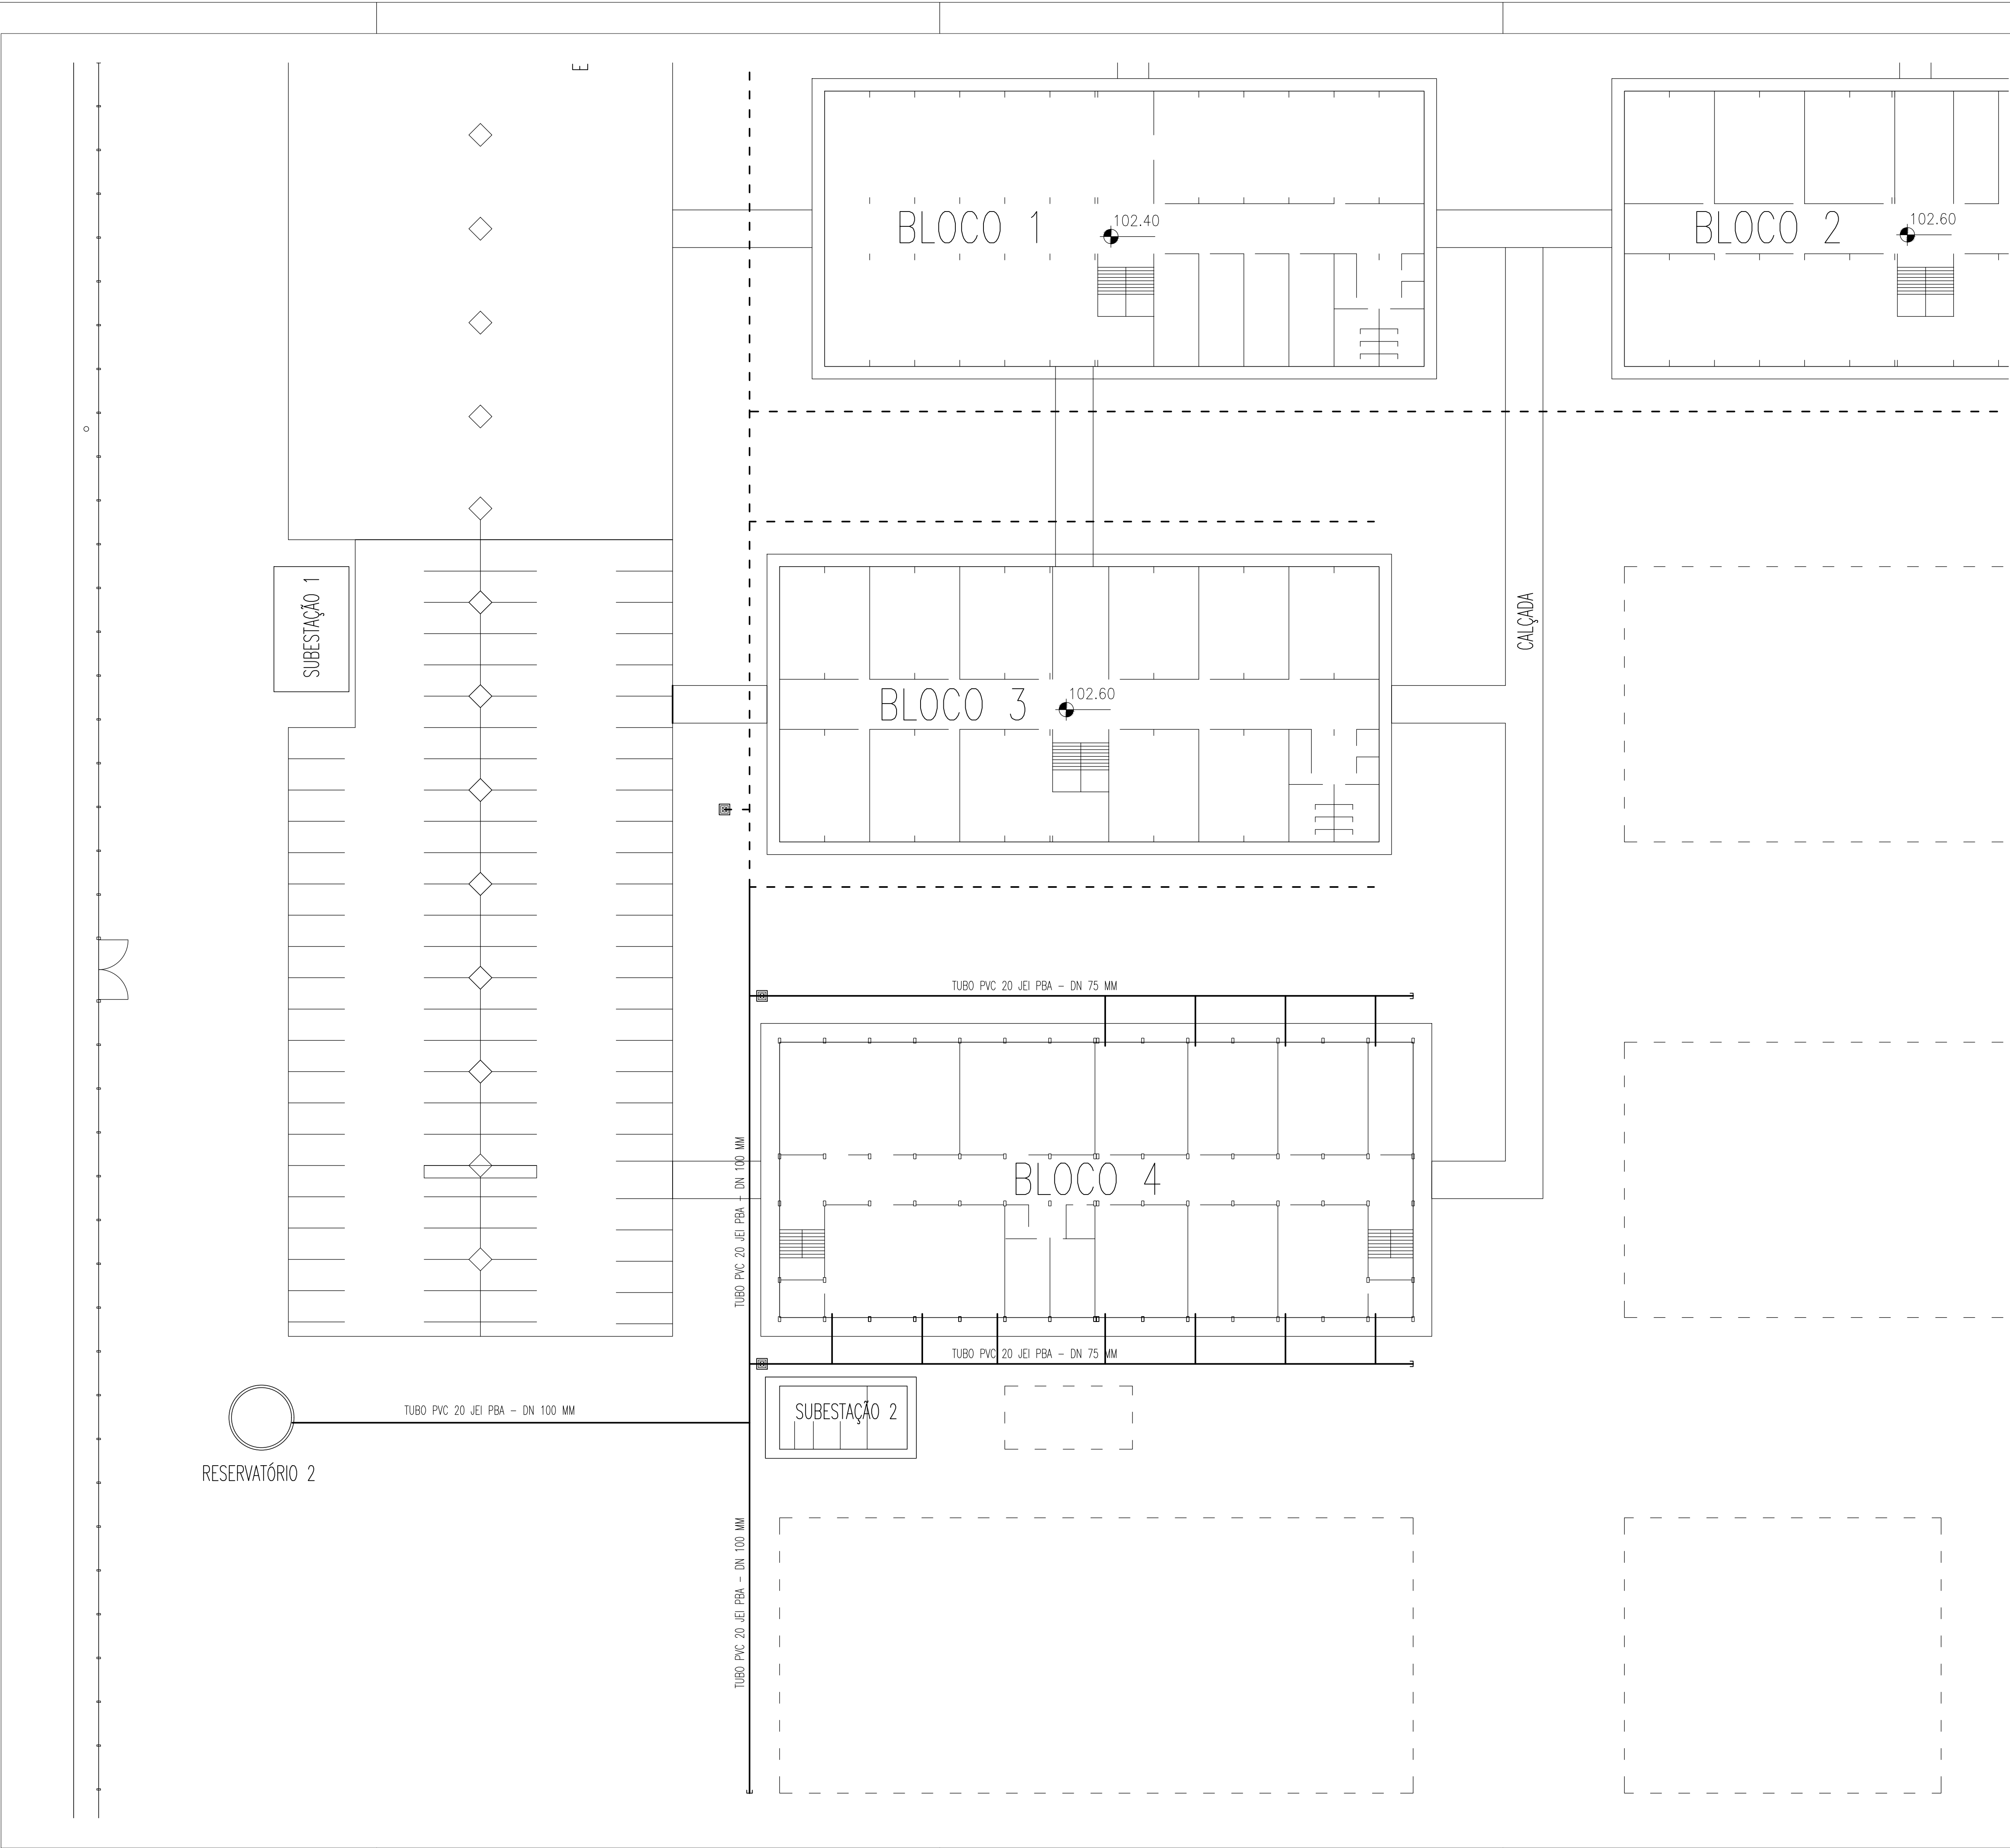 BLOCO 1
102.40
BLOCO 2
102.60
SUBESTAÇÃO 1
CALÇADA
BLOCO 3
102.60
TUBO PVC 20 JEI PBA - DN 75 MM
TUBO PVC 20 JEI PBA - DN 100 MM
BLOCO 4
TUBO PVC 20 JEI PBA - DN 75 MM
TUBO PVC 20 JEI PBA - DN 100 MM
SUBESTAÇÃO 2
RESERVATÓRIO 2
TUBO PVC 20 JEI PBA - DN 100 MM